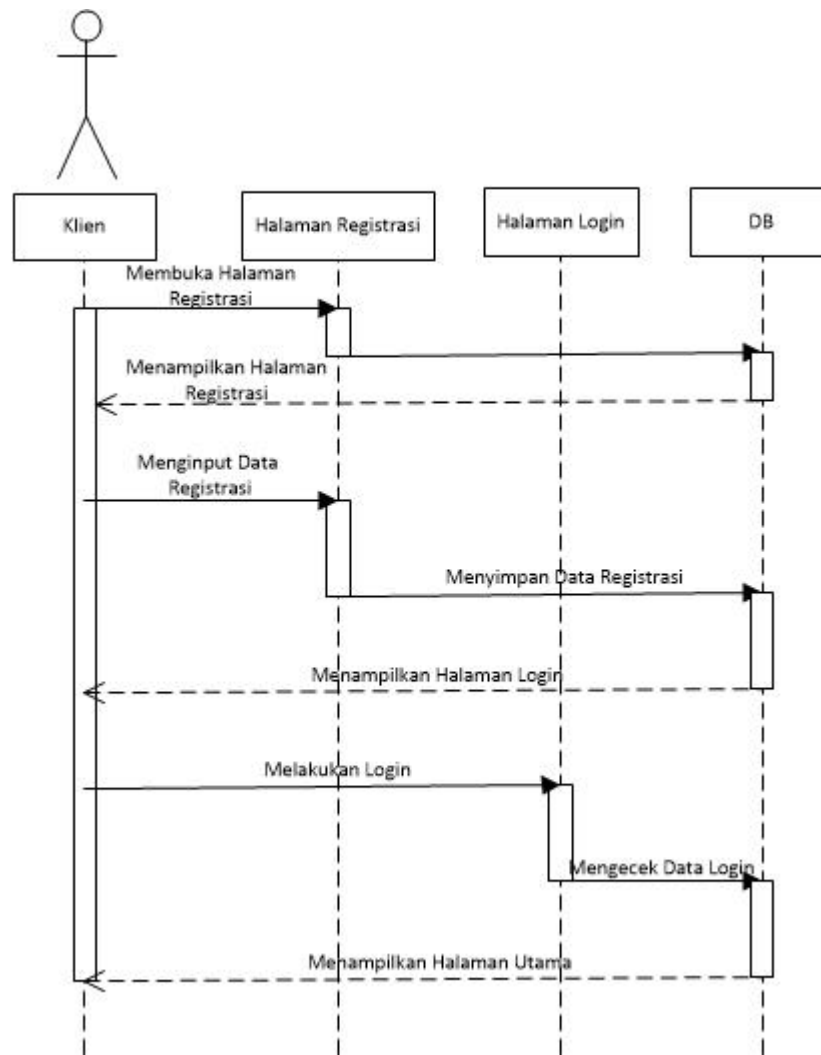 Klien
Halaman Registrasi
Halaman Login
DB
Membuka Halaman
Registrasi
Menampilkan Halaman
Registrasi
Menginput Data
Registrasi
Menyimpan Data Registrasi
Menampilkan Halaman Login
Melakukan Login
Mengecek Data Login
Menampilkan Halaman Utama